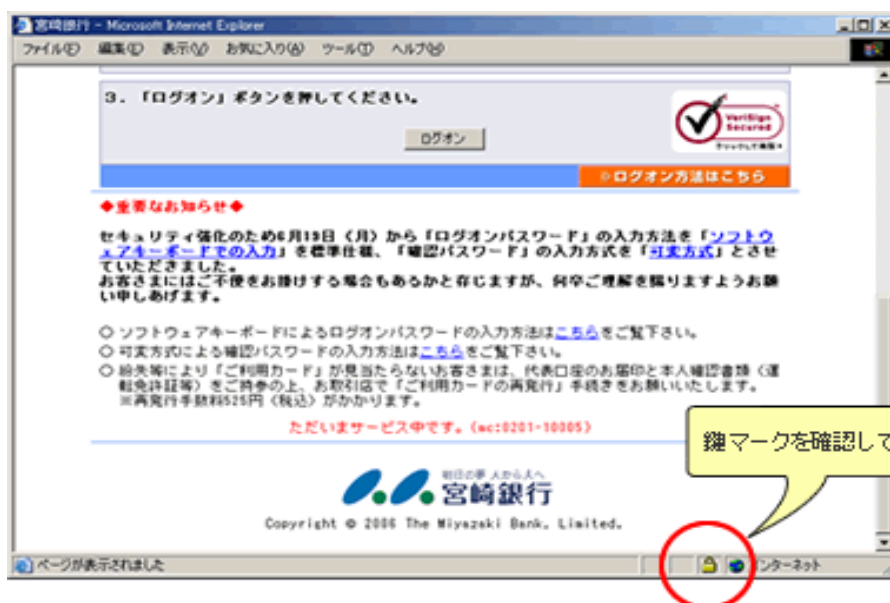 宮崎銀行 - Microsoft Internet Explorer
ファイル(F) 編集(E) 表示(V) お気に入り(A) ツール(T) ヘルプ(H)
3．「ログオン」ボタンを押してください。
ログオン
VeriSign
Secured
クリックして確認
ログオン方法はこちら
◆重要なお知らせ◆
セキュリティ強化のため6月19日（月）から「ログオンパスワード」の入力方法を「ソフトウ
ェアキーボードでの入力」を標準仕様、「確認パスワード」の入力方式を「可変方式」とさせ
ていただきました。
お客さまにはご不便をお掛けする場合もあるかと存じますが、何卒ご理解を賜りますようお願
い申しあげます。
○ ソフトウェアキーボードによるログオンパスワードの入力方法はこちらをご覧下さい。
○ 可変方式による確認パスワードの入力方法はこちらをご覧下さい。
○ 紛失等により「ご利用カード」が見当たらないお客さまは、代表口座のお届印と本人確認書類（運
転免許証等）をご持参の上、お取引店で「ご利用カードの再発行」手続きをお願いいたします。
※再発行手数料525円（税込）がかかります。
ただいまサービス中です。(mc:0201-10005)
鍵マークを確認して
明日の夢 人から人へ
宮崎銀行
Copyright © 2006 The Miyazaki Bank, Limited.
ページが表示されました
インターネット